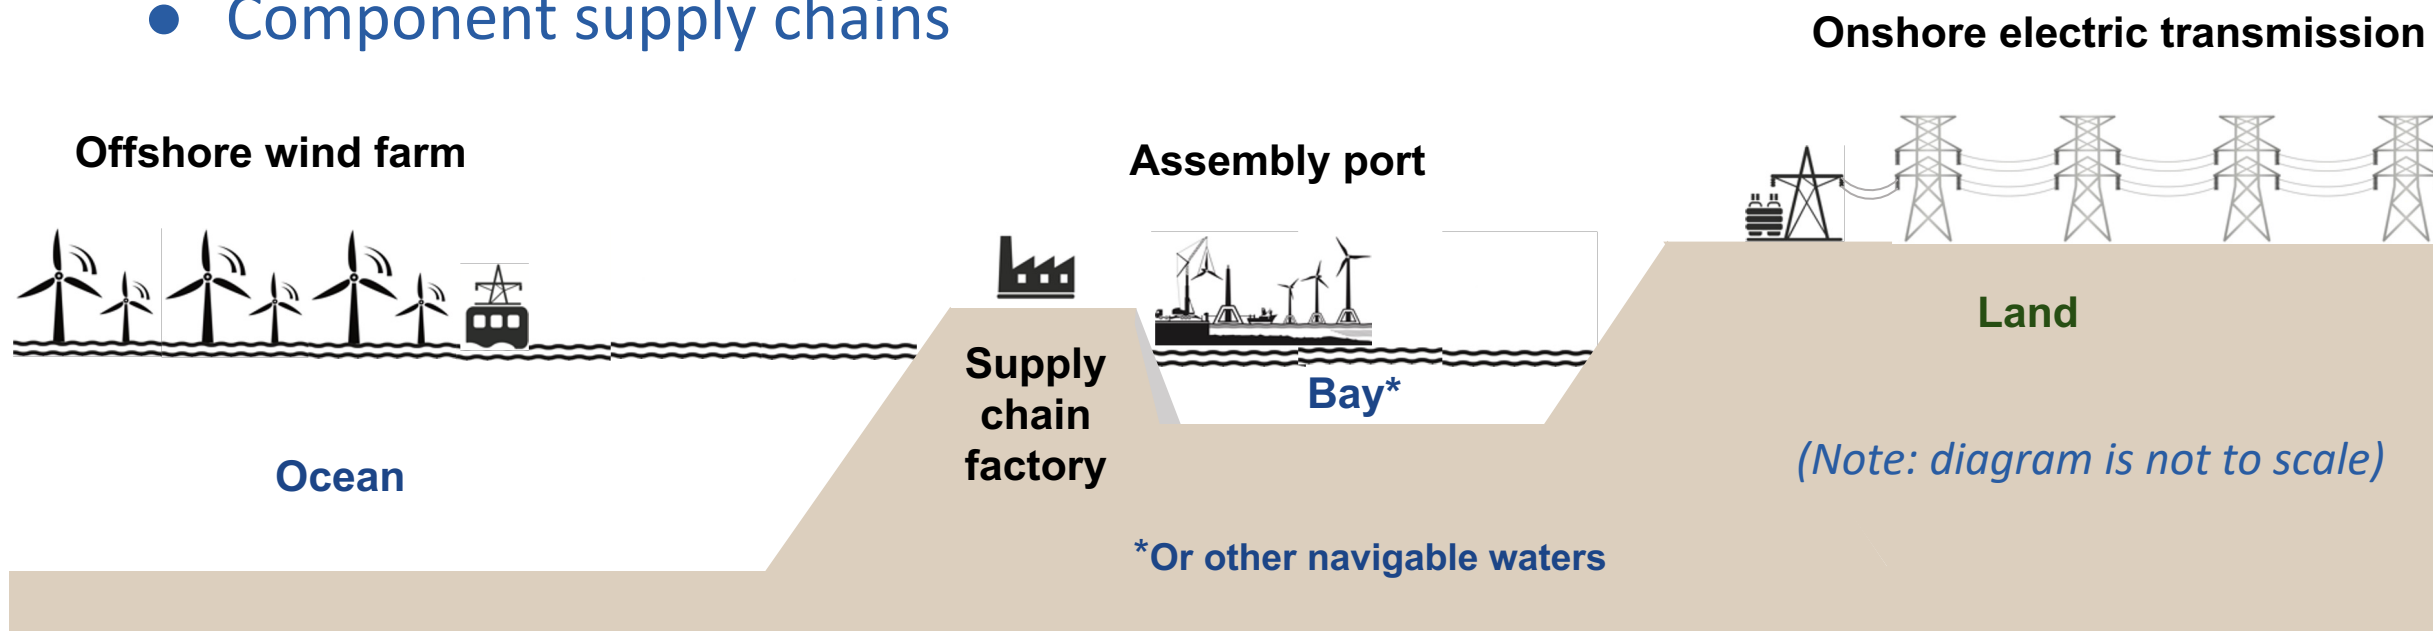 ● Component supply chains
Onshore electric transmission
Offshore wind farm
Assembly port
Land
Supply
chain
factory
Bay*
Ocean
(Note: diagram is not to scale)
*Or other navigable waters